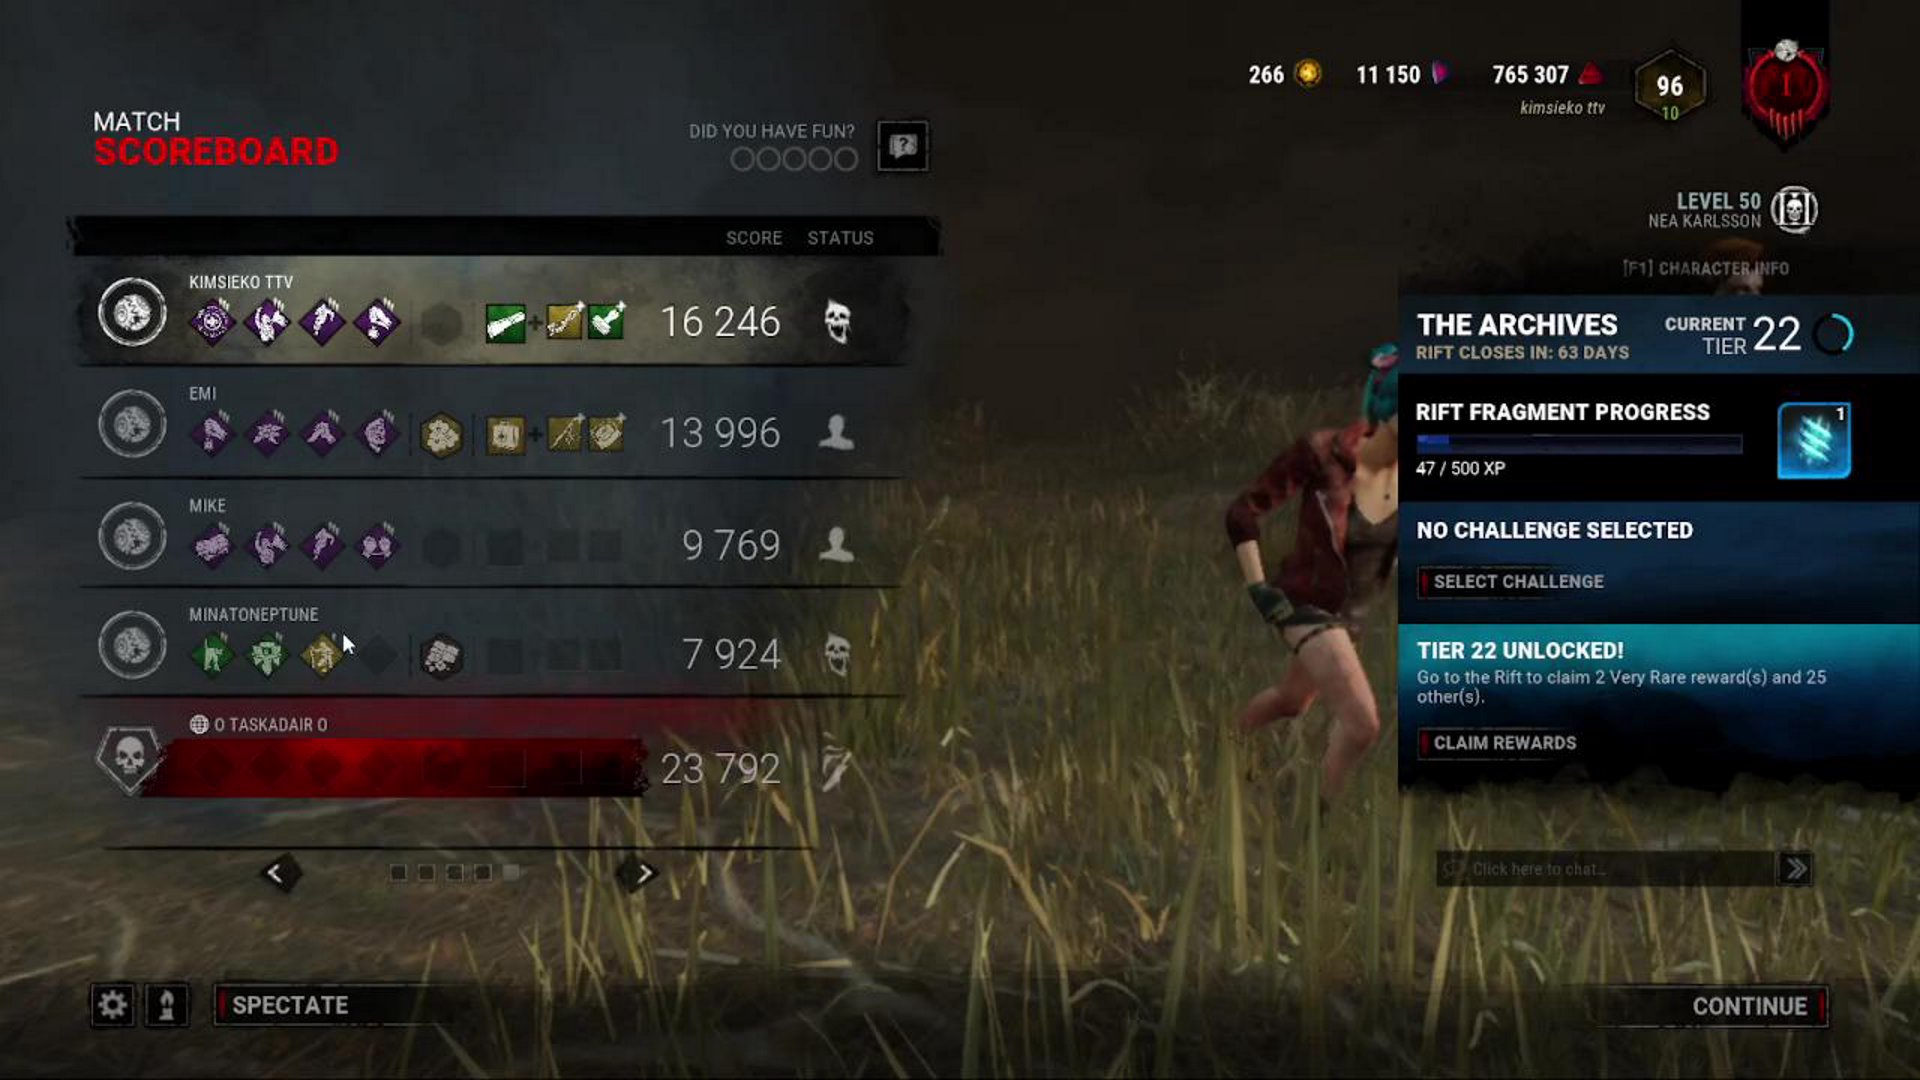 266
11 150
765 307
kimsieko ttv
96
10
I
MATCH
SCOREBOARD
DID YOU HAVE FUN?
?
LEVEL 50
NEA KARLSSON
III
[F1] CHARACTER INFO
SCORE STATUS
KIMSIEKO TTV
16 246
EMI
13 996
MIKE
9 769
MINATONEPTUNE
7 924
O TASKADAIR O
23 792
THE ARCHIVES
RIFT CLOSES IN: 63 DAYS
CURRENT
TIER 22
RIFT FRAGMENT PROGRESS
1
47 / 500 XP
NO CHALLENGE SELECTED
SELECT CHALLENGE
TIER 22 UNLOCKED!
Go to the Rift to claim 2 Very Rare reward(s) and 25
other(s).
CLAIM REWARDS
Click here to chat...
SPECTATE
CONTINUE